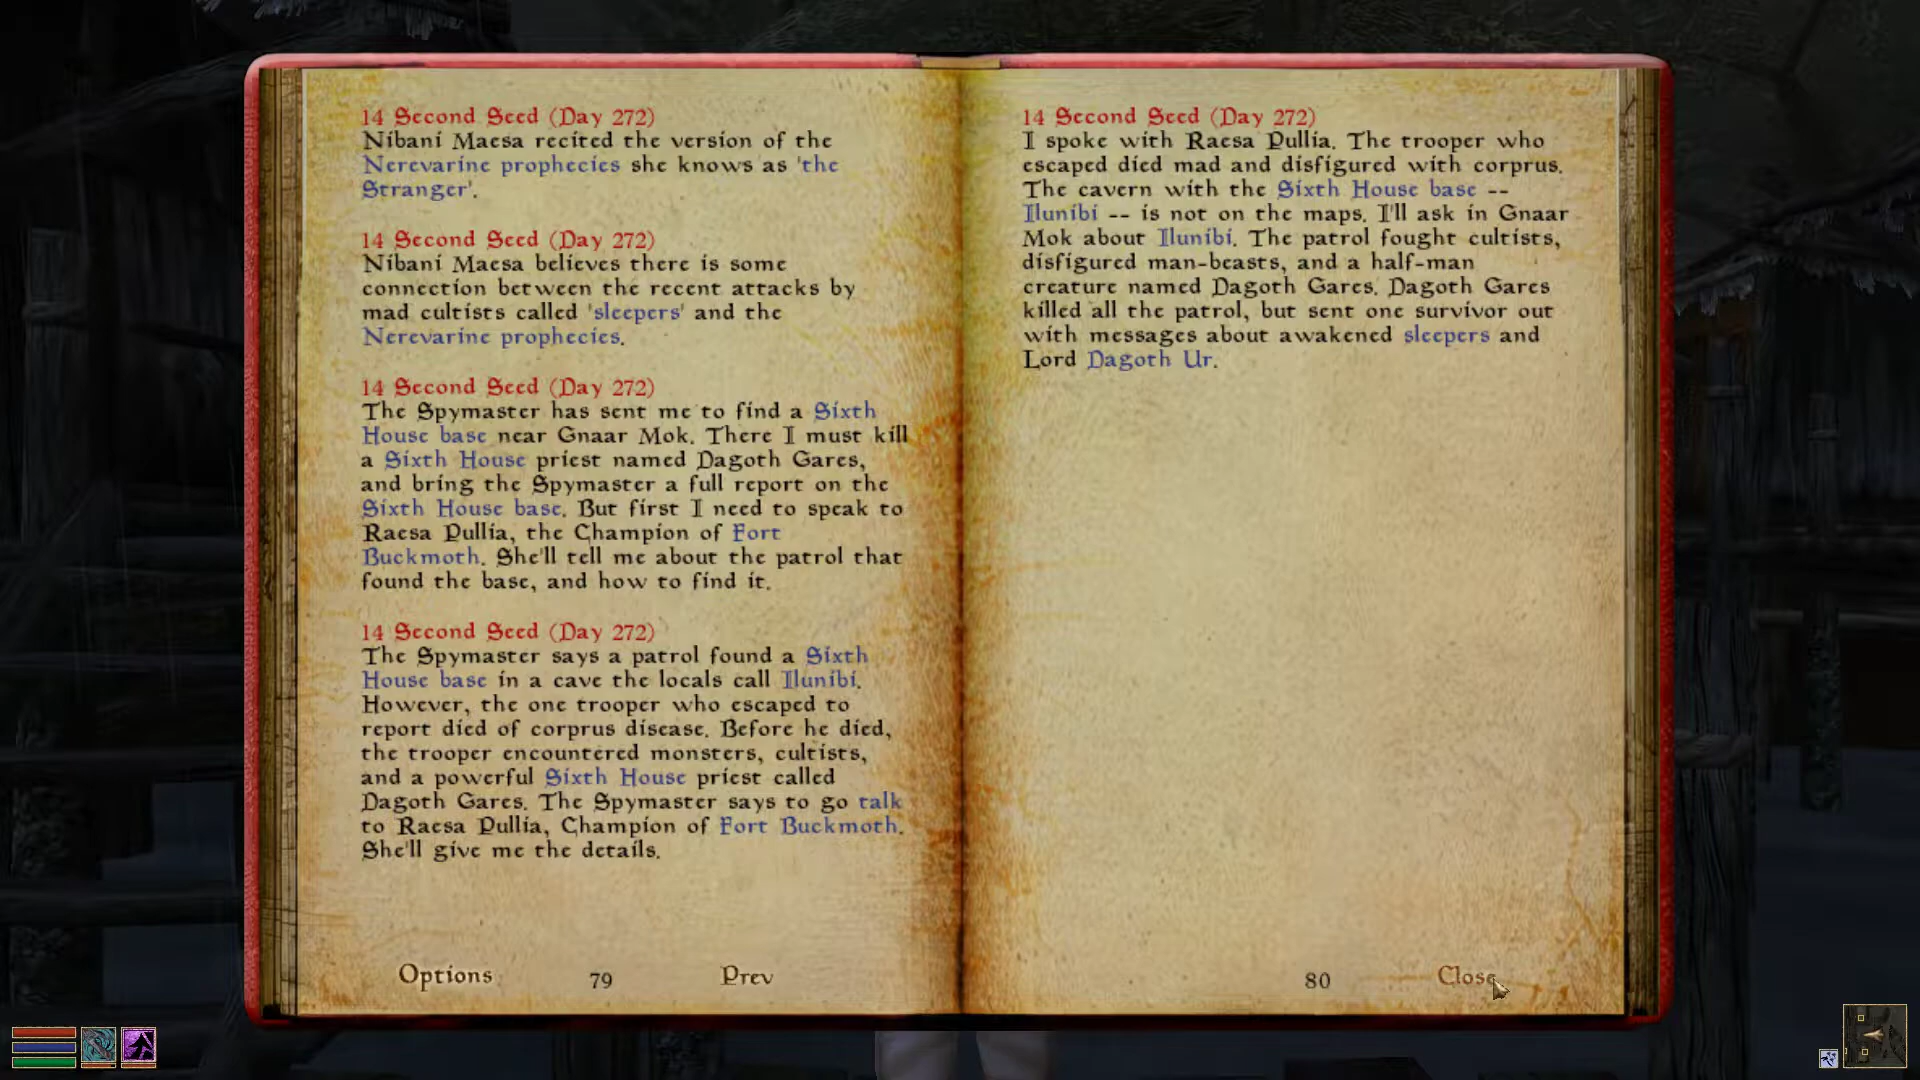 14 Second Seed (Day 272)
Nibani Maesa recited the version of the
Nerevarine prophecies she knows as 'the
Stranger'.
14 Second Seed (Day 272)
Nibani Maesa believes there is some
connection between the recent attacks by
mad cultists called 'sleepers' and the
Nerevarine prophecies.
14 Second Seed (Day 272)
The Spymaster has sent me to find a Sixth
House base near Gnaar Mok. There I must kill
a Sixth House priest named Dagoth Gares,
and bring the Spymaster a full report on the
Sixth House base. But first I need to speak to
Raesa Pullia, the Champion of Fort
Buckmoth. She'll tell me about the patrol that
found the base, and how to find it.
14 Second Seed (Day 272)
The Spymaster says a patrol found a Sixth
House base in a cave the locals call Ilunibi.
However, the one trooper who escaped to
report died of corprus disease. Before he died,
the trooper encountered monsters, cultists,
and a powerful Sixth House priest called
Dagoth Gares. The Spymaster says to go talk
to Raesa Pullia, Champion of Fort Buckmoth.
She'll give me the details.
Options 79 Prev
14 Second Seed (Day 272)
I spoke with Raesa Pullia. The trooper who
escaped died mad and disfigured with corprus.
The cavern with the Sixth House base --
Ilunibi -- is not on the maps. I'll ask in Gnaar
Mok about Ilunibi. The patrol fought cultists,
disfigured man-beasts, and a half-man
creature named Dagoth Gares. Dagoth Gares
killed all the patrol, but sent one survivor out
with messages about awakened sleepers and
Lord Dagoth Ur.
80 Close